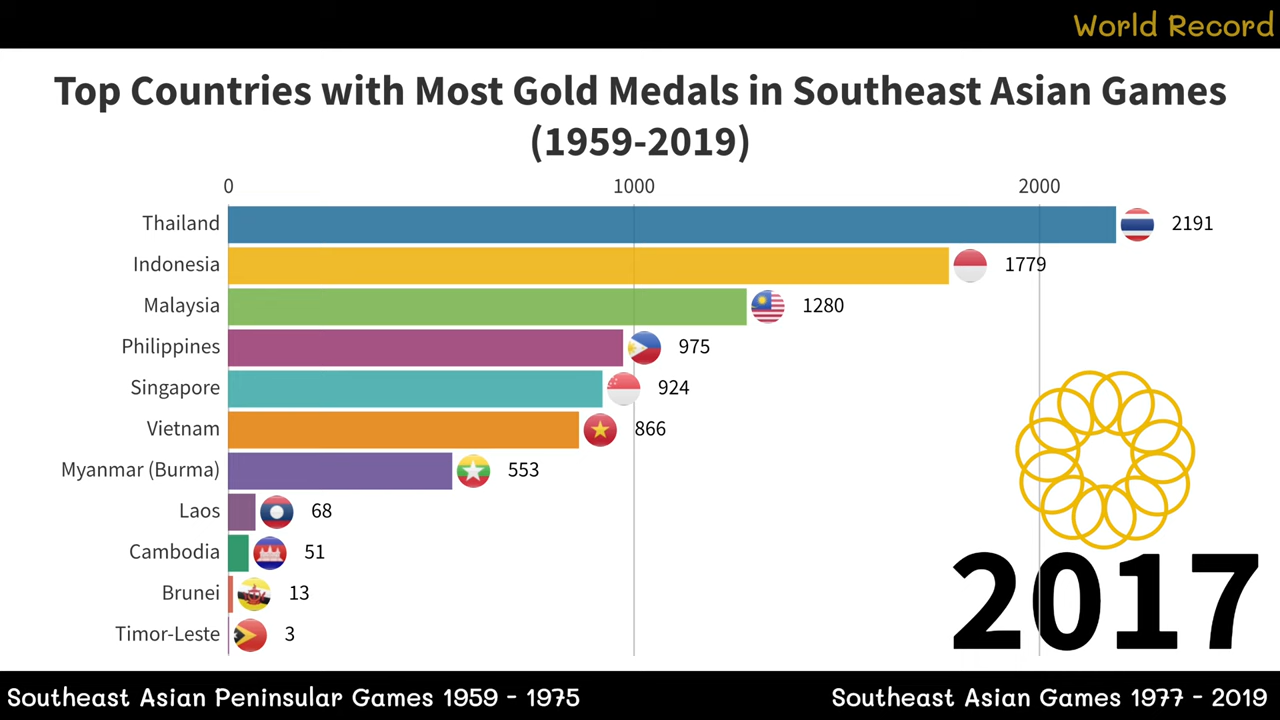 World Record
Top Countries with Most Gold Medals in Southeast Asian Games
(1959-2019)
0 1000 2000
Thailand 2191
Indonesia 1779
Malaysia 1280
Philippines 975
Singapore 924
Vietnam 866
Myanmar (Burma) 553
Laos 68
Cambodia 51
Brunei 13
Timor-Leste 3
2017
Southeast Asian Peninsular Games 1959 - 1975
Southeast Asian Games 1977 - 2019